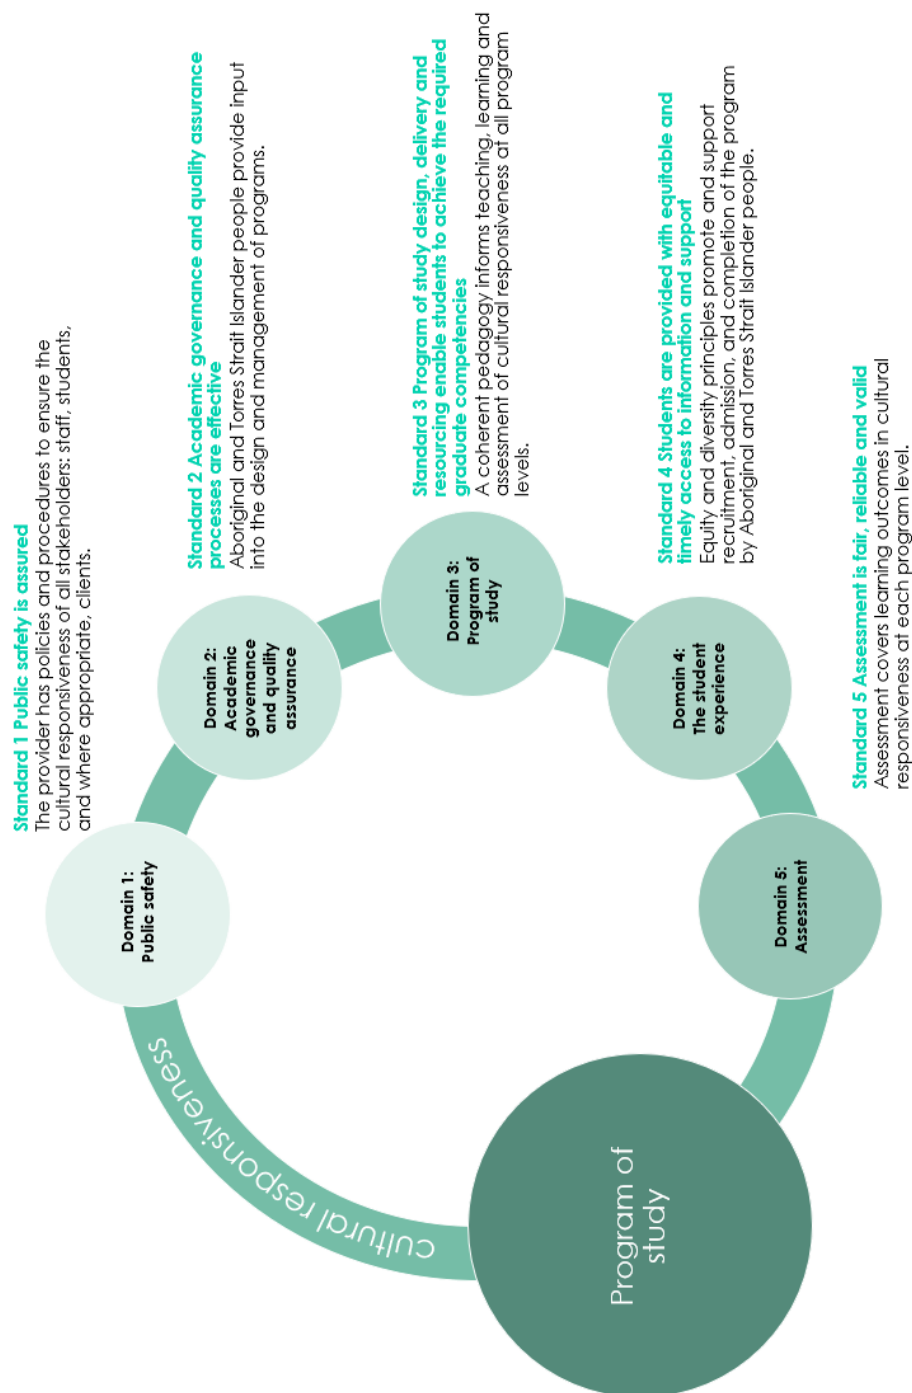 Standard 1 Public safety is assured
The provider has policies and procedures to ensure the
cultural responsiveness of all stakeholders: staff, students,
and where appropriate, clients.
Domain 1:
Public safety
Standard 2 Academic governance and quality assurance
processes are effective
Aboriginal and Torres Strait Islander people provide input
into the design and management of programs.
Domain 2:
Academic
governance
and quality
assurance
Standard 3 Program of study design, delivery and
resourcing enable students to achieve the required
graduate competencies
A coherent pedagogy informs teaching, learning and
assessment of cultural responsiveness at all program
levels.
Domain 3:
Program of
study
Standard 4 Students are provided with equitable and
timely access to information and support
Equity and diversity principles promote and support
recruitment, admission, and completion of the program
by Aboriginal and Torres Strait Islander people.
Domain 4:
The student
experience
Standard 5 Assessment is fair, reliable and valid
Assessment covers learning outcomes in cultural
responsiveness at each program level.
Domain 5:
Assessment
Cultural responsiveness
Program of
study